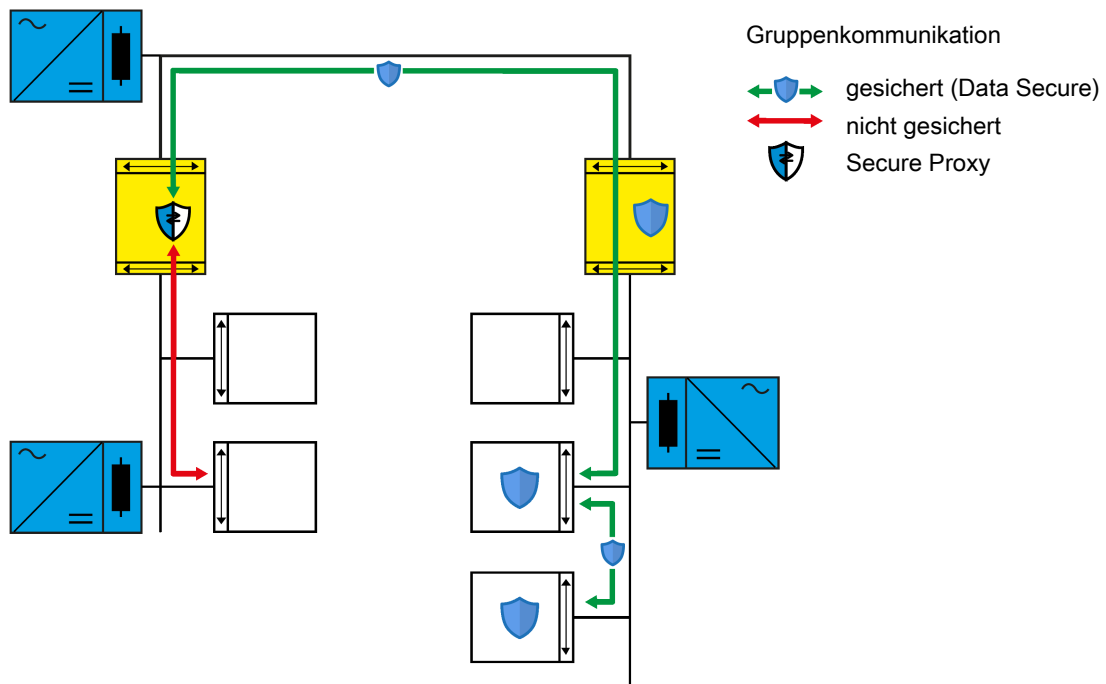 Gruppenkommunikation
gesichert (Data Secure)
nicht gesichert
Secure Proxy